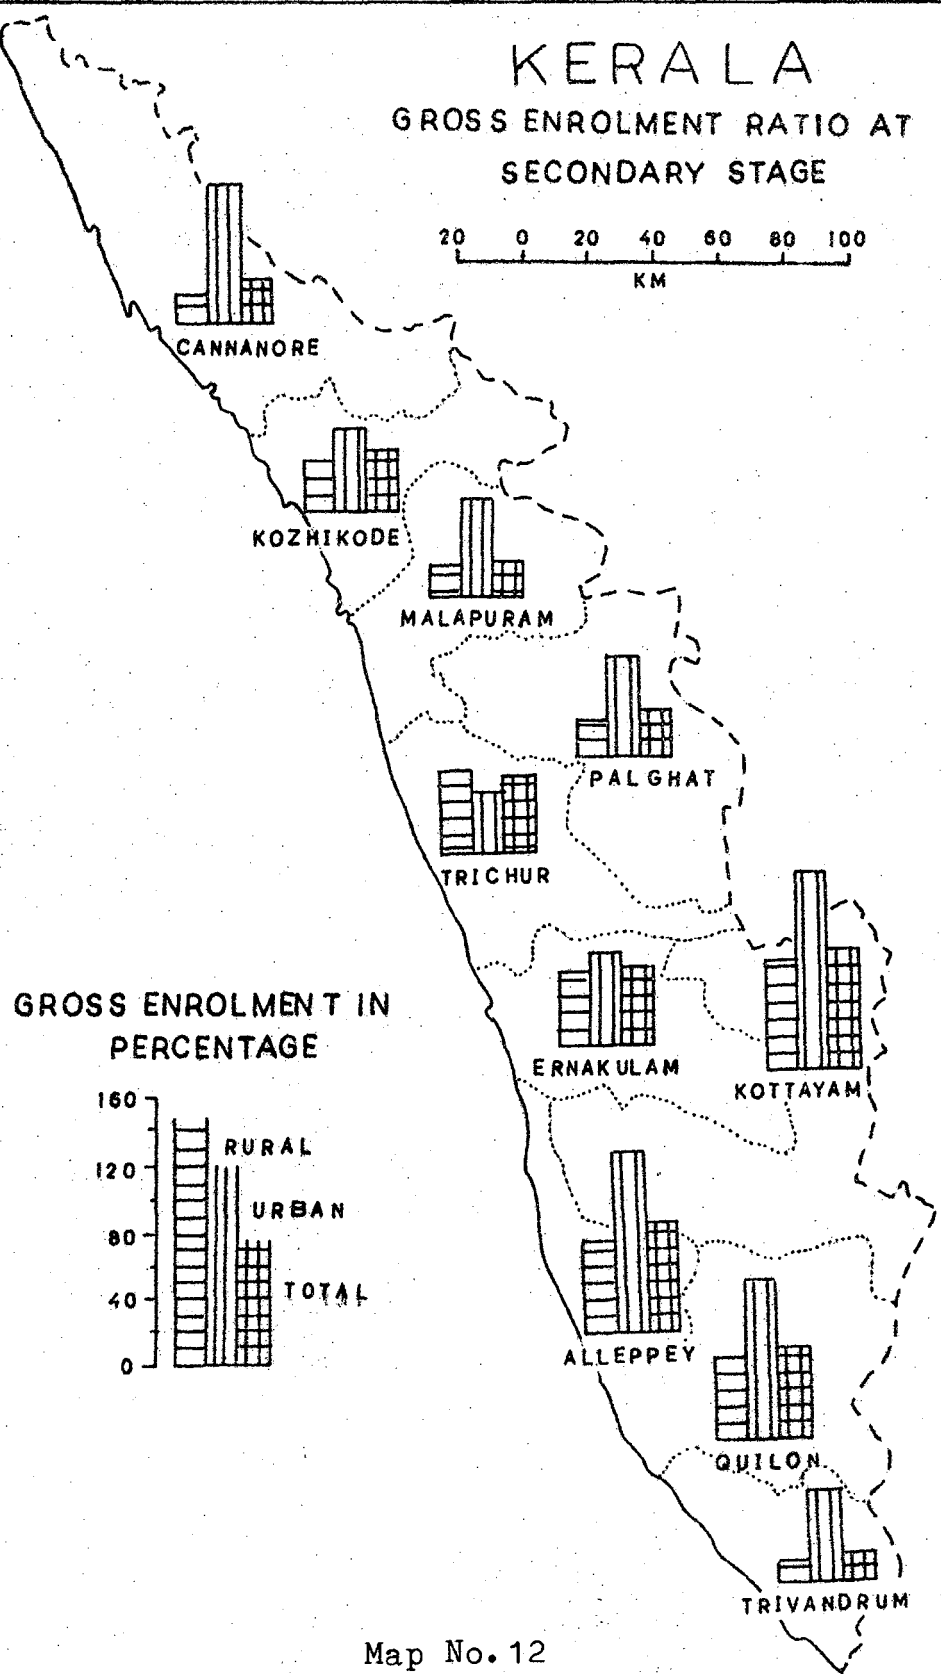 KERALA
GROSS ENROLMENT RATIO AT
SECONDARY STAGE
20 0 20 40 60 80 100
KM
CANNANORE
KOZHIKODE
MALAPURAM
PALGHAT
TRICHUR
ERNAKULAM
KOTTAYAM
GROSS ENROLMENT IN
PERCENTAGE
160
120
80
40
0
RURAL
URBAN
TOTAL
ALLEPPEY
QUILON
TRIVANDRUM
Map No. 12